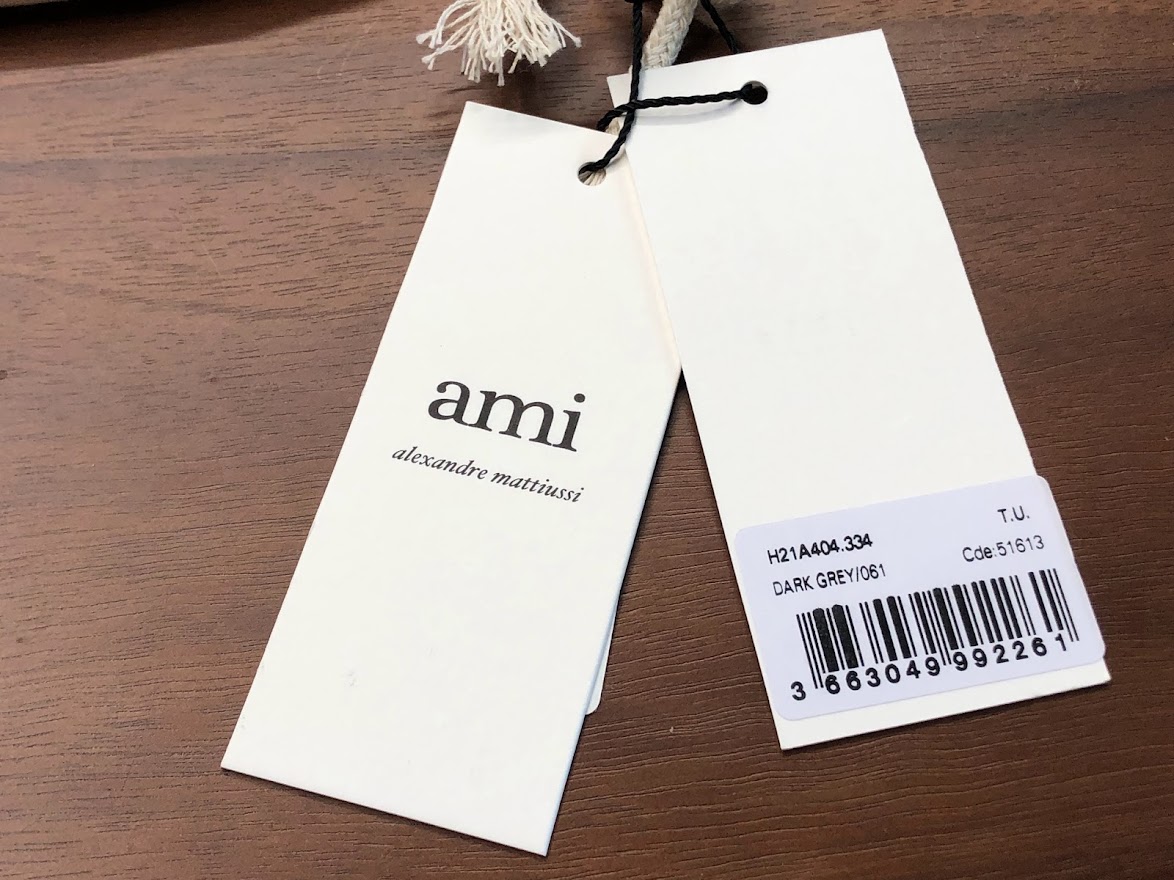 ami
alexandre mattiussi
H21A404.334
T.U.
DARK GREY/061
Cde:51613
3 663049 992261